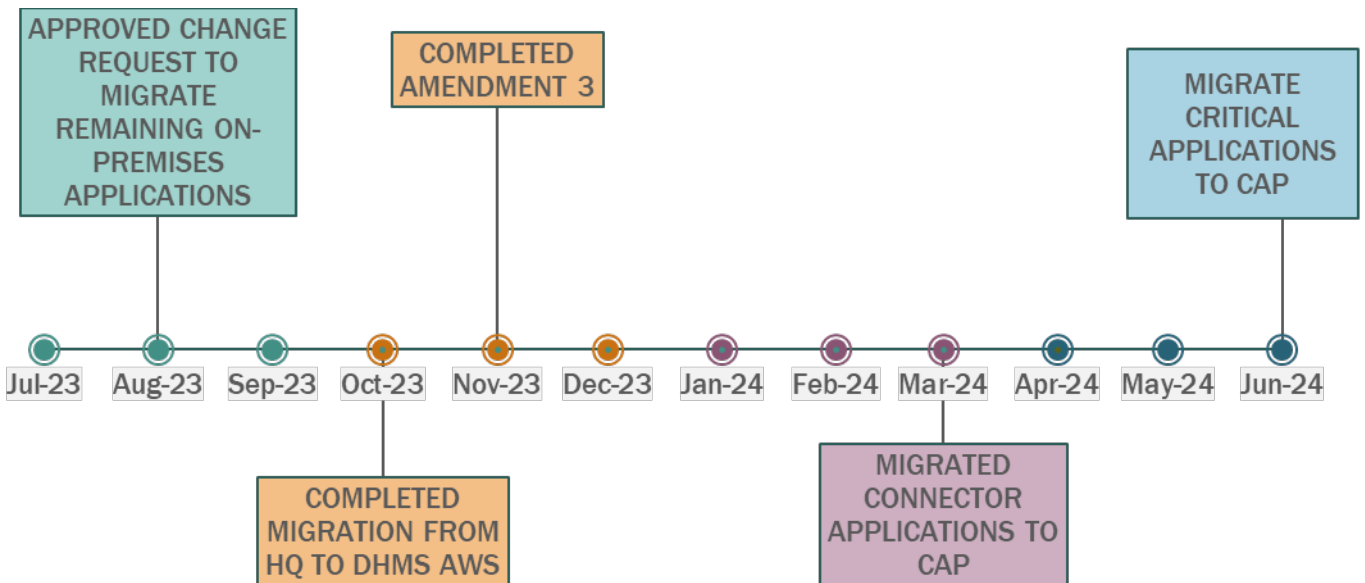 APPROVED CHANGE
REQUEST TO
MIGRATE
REMAINING ON-
PREMISES
APPLICATIONS
COMPLETED
AMENDMENT 3
MIGRATE
CRITICAL
APPLICATIONS
TO CAP
Jul-23
Aug-23
Sep-23
Oct-23
Nov-23
Dec-23
Jan-24
Feb-24
Mar-24
Apr-24
May-24
Jun-24
COMPLETED
MIGRATION FROM
HQ TO DHMS AWS
MIGRATED
CONNECTOR
APPLICATIONS TO
CAP